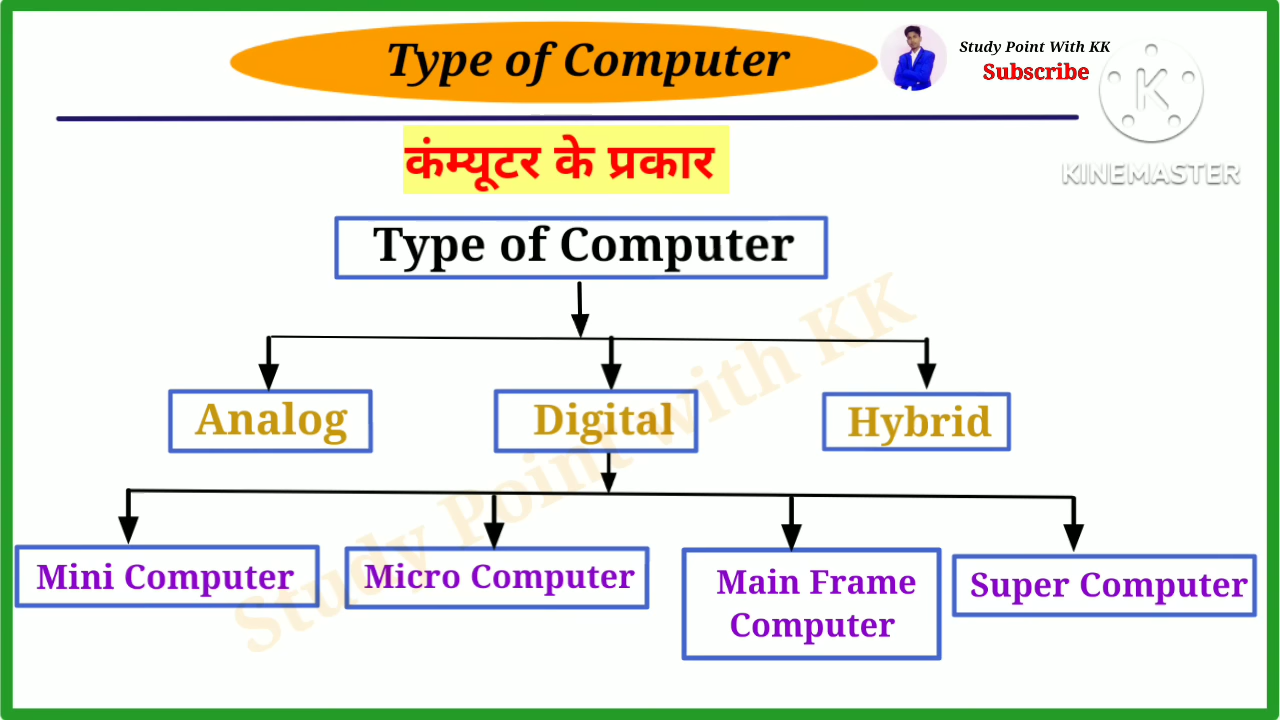 Type of Computer
Study Point With KK
Subscribe
K
KINEMASTER
कंम्यूटर के प्रकार
Type of Computer
Analog
Digital
Hybrid
Mini Computer
Micro Computer
Main Frame
Computer
Super Computer
Study Point with KK